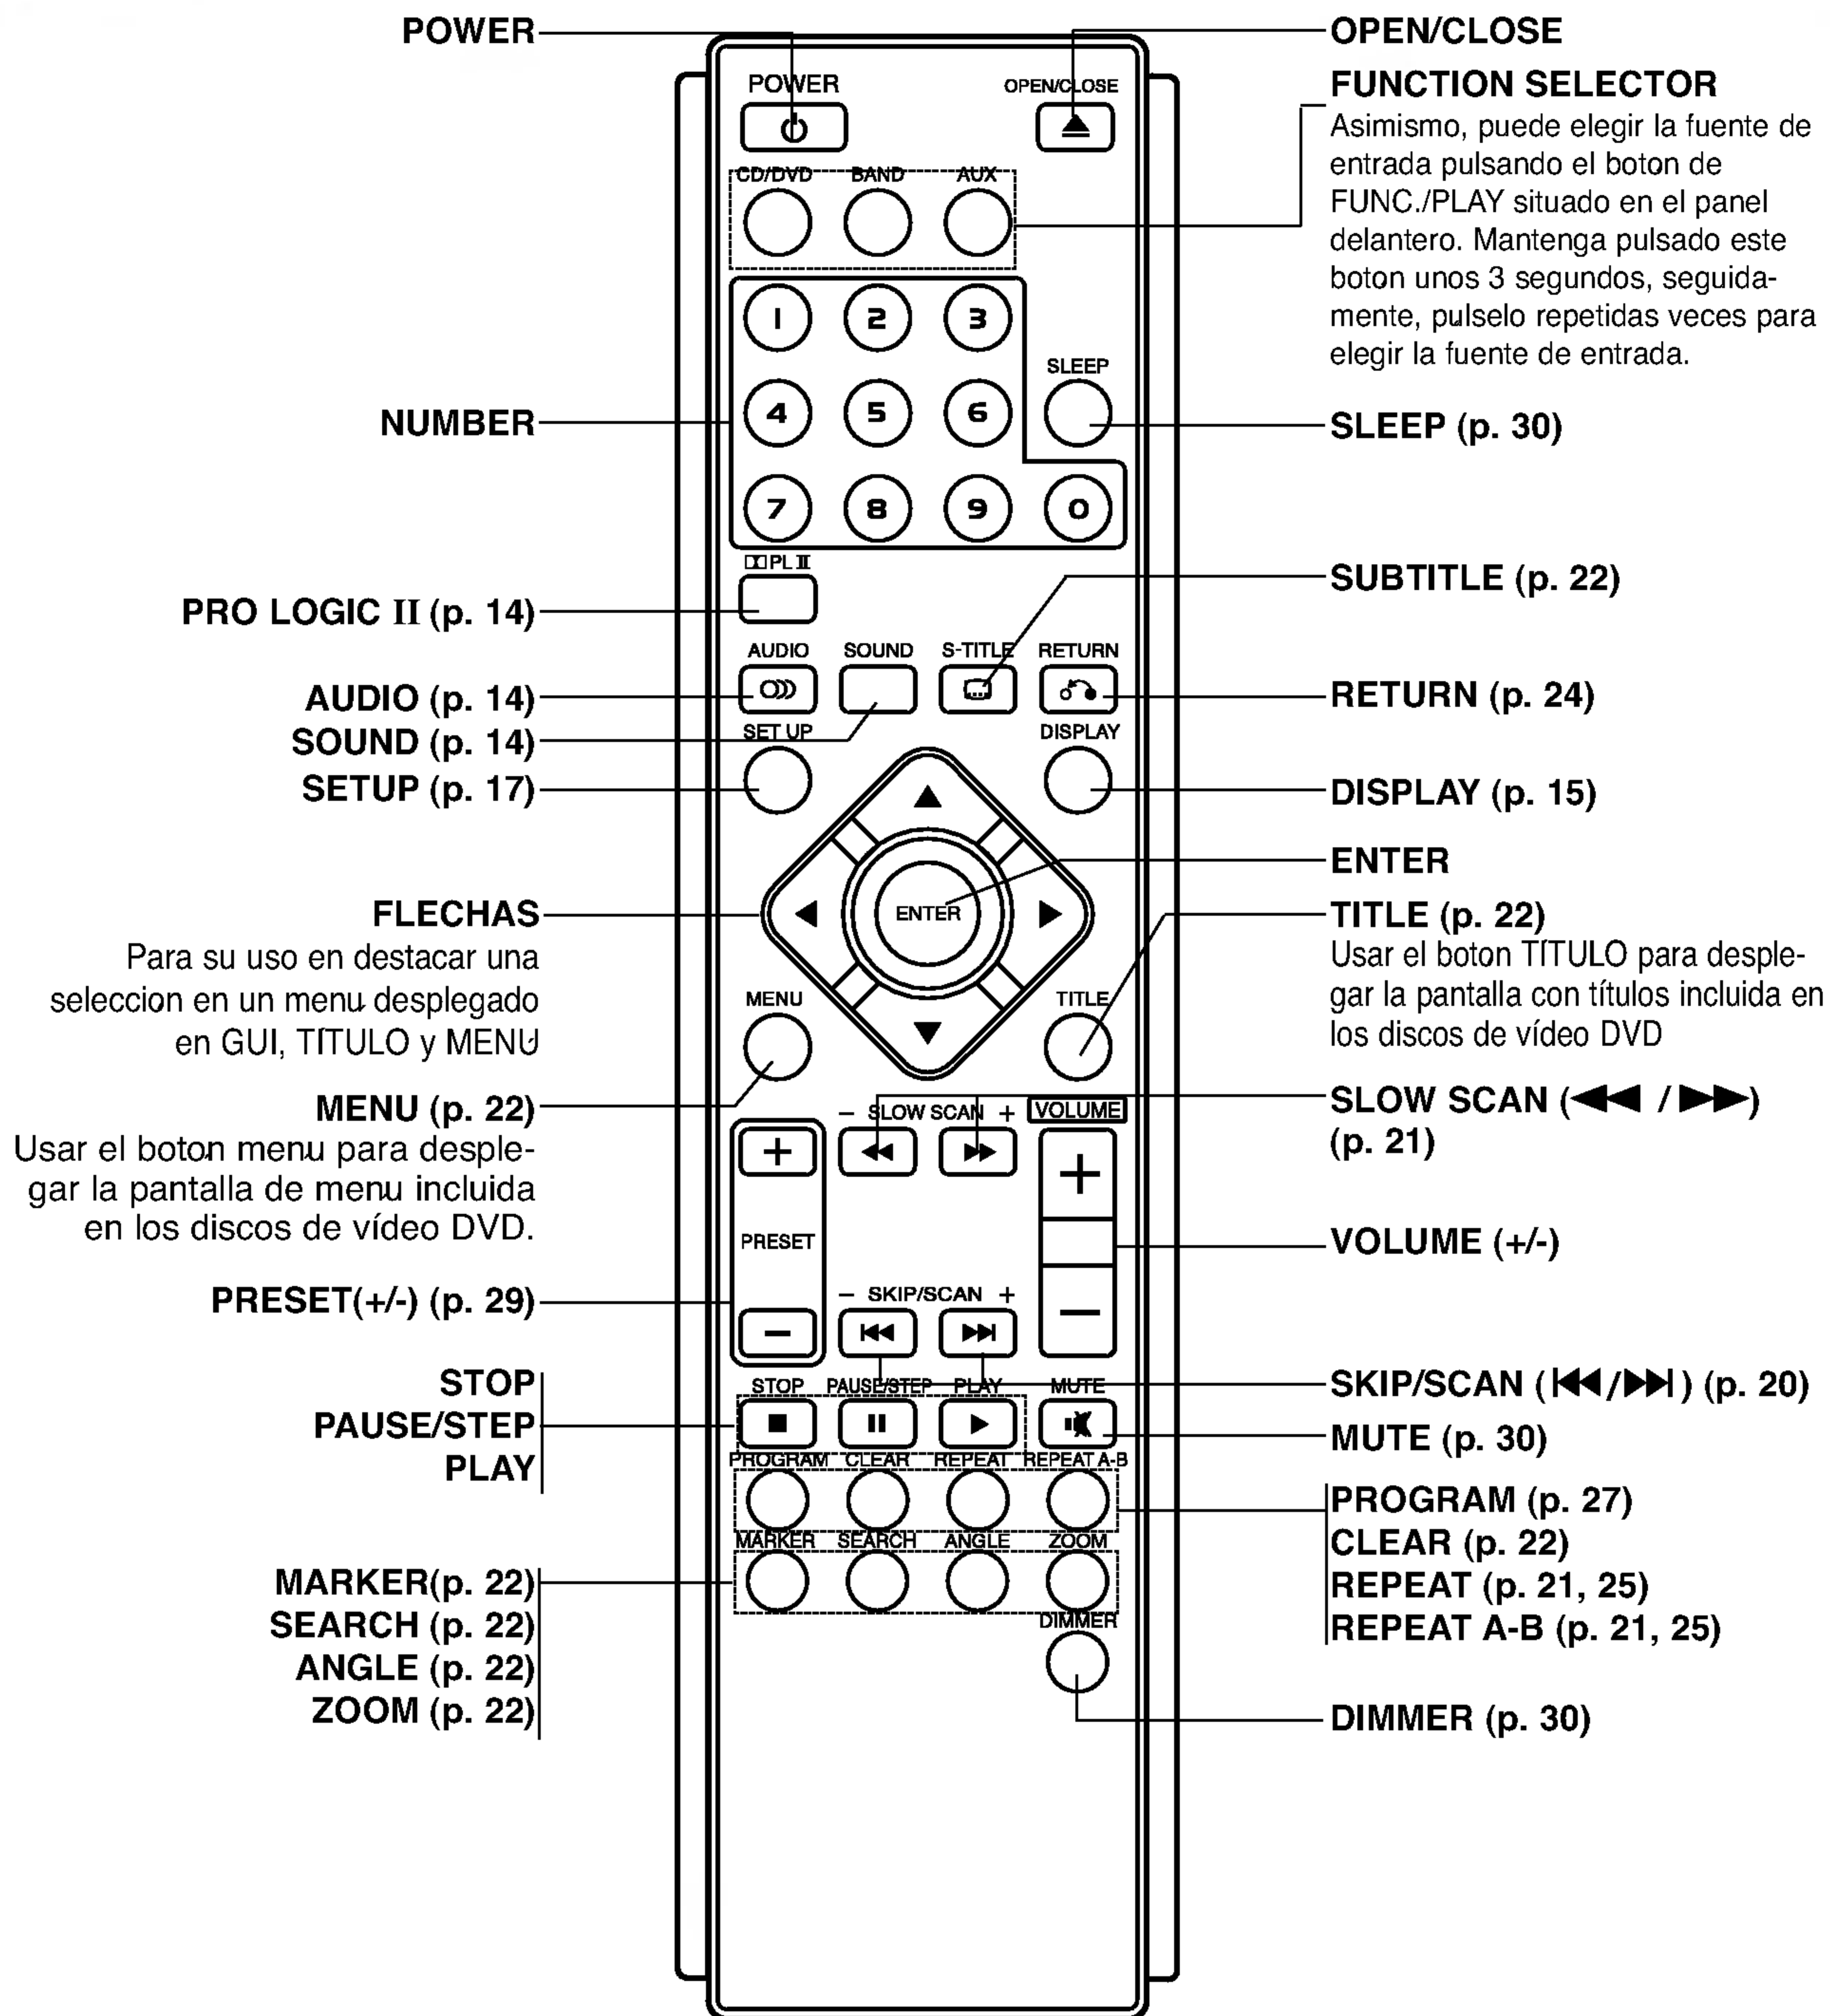 POWER
NUMBER
PRO LOGIC II (p. 14)
AUDIO (p. 14)
SOUND (p. 14)
SETUP (p. 17)
FLECHAS
Para su uso en destacar una
seleccion en un menu desplegado
en GUI, TITULO y MENU
MENU (p. 22)
Usar el boton menu para desple-
gar la pantalla de menu incluida
en los discos de vídeo DVD.
PRESET(+/-) (p. 29)
STOP
PAUSE/STEP
PLAY
MARKER(p. 22)
SEARCH (p. 22)
ANGLE (p. 22)
ZOOM (p. 22)
POWER OPEN/CLOSE
CD/DVD BAND AUX
1 2 3
SLEEP
4 5 6
7 8 9 0
PL II
AUDIO SOUND S-TITLE RETURN
SET UP DISPLAY
ENTER
MENU TITLE
- SLOW SCAN + VOLUME
+ +
PRESET
- SKIP/SCAN +
- -
STOP PAUSE/STEP PLAY MUTE
PROGRAM CLEAR REPEAT REPEAT A-B
MARKER SEARCH ANGLE ZOOM
DIMMER
OPEN/CLOSE
FUNCTION SELECTOR
Asimismo, puede elegir la fuente de
entrada pulsando el boton de
FUNC./PLAY situado en el panel
delantero. Mantenga pulsado este
boton unos 3 segundos, seguida-
mente, pulselo repetidas veces para
elegir la fuente de entrada.
SLEEP (p. 30)
SUBTITLE (p. 22)
RETURN (p. 24)
DISPLAY (p. 15)
ENTER
TITLE (p. 22)
Usar el boton TITULO para desple-
gar la pantalla con títulos incluida en
los discos de vídeo DVD
SLOW SCAN (◀◀ / ▶▶)
(p. 21)
VOLUME (+/-)
SKIP/SCAN (⏮/⏭) (p. 20)
MUTE (p. 30)
PROGRAM (p. 27)
CLEAR (p. 22)
REPEAT (p. 21, 25)
REPEAT A-B (p. 21, 25)
DIMMER (p. 30)